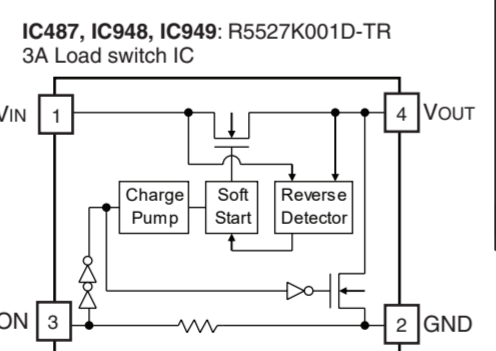 IC487, IC948, IC949: R5527K001D-TR
3A Load switch IC
VIN 1
4 VOUT
Charge Pump
Soft Start
Reverse Detector
ON 3
2 GND